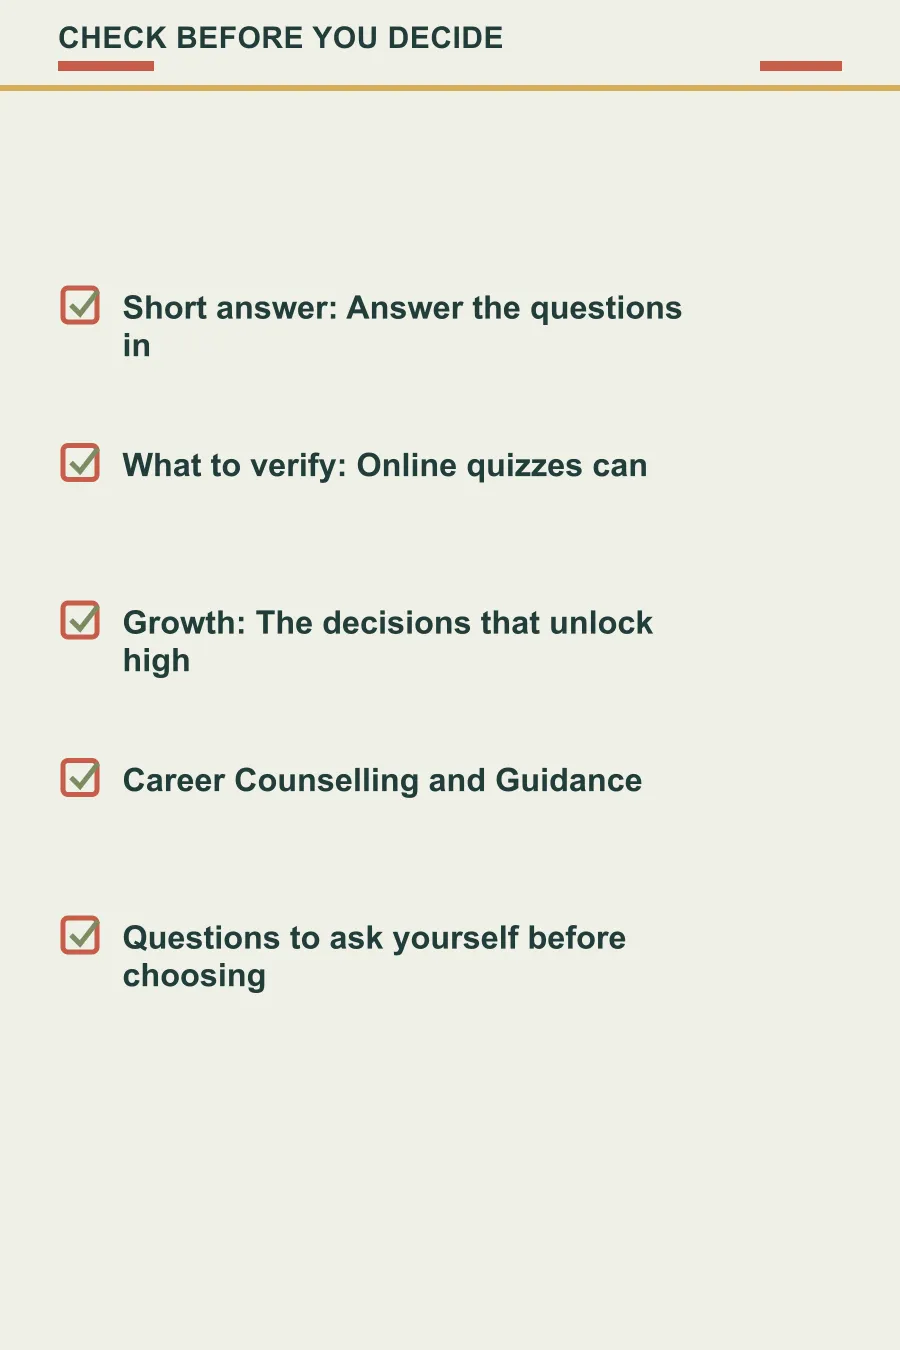 CHECK BEFORE YOU DECIDE
Short answer: Answer the questions
in
What to verify: Online quizzes can
Growth: The decisions that unlock
high
Career Counselling and Guidance
Questions to ask yourself before
choosing